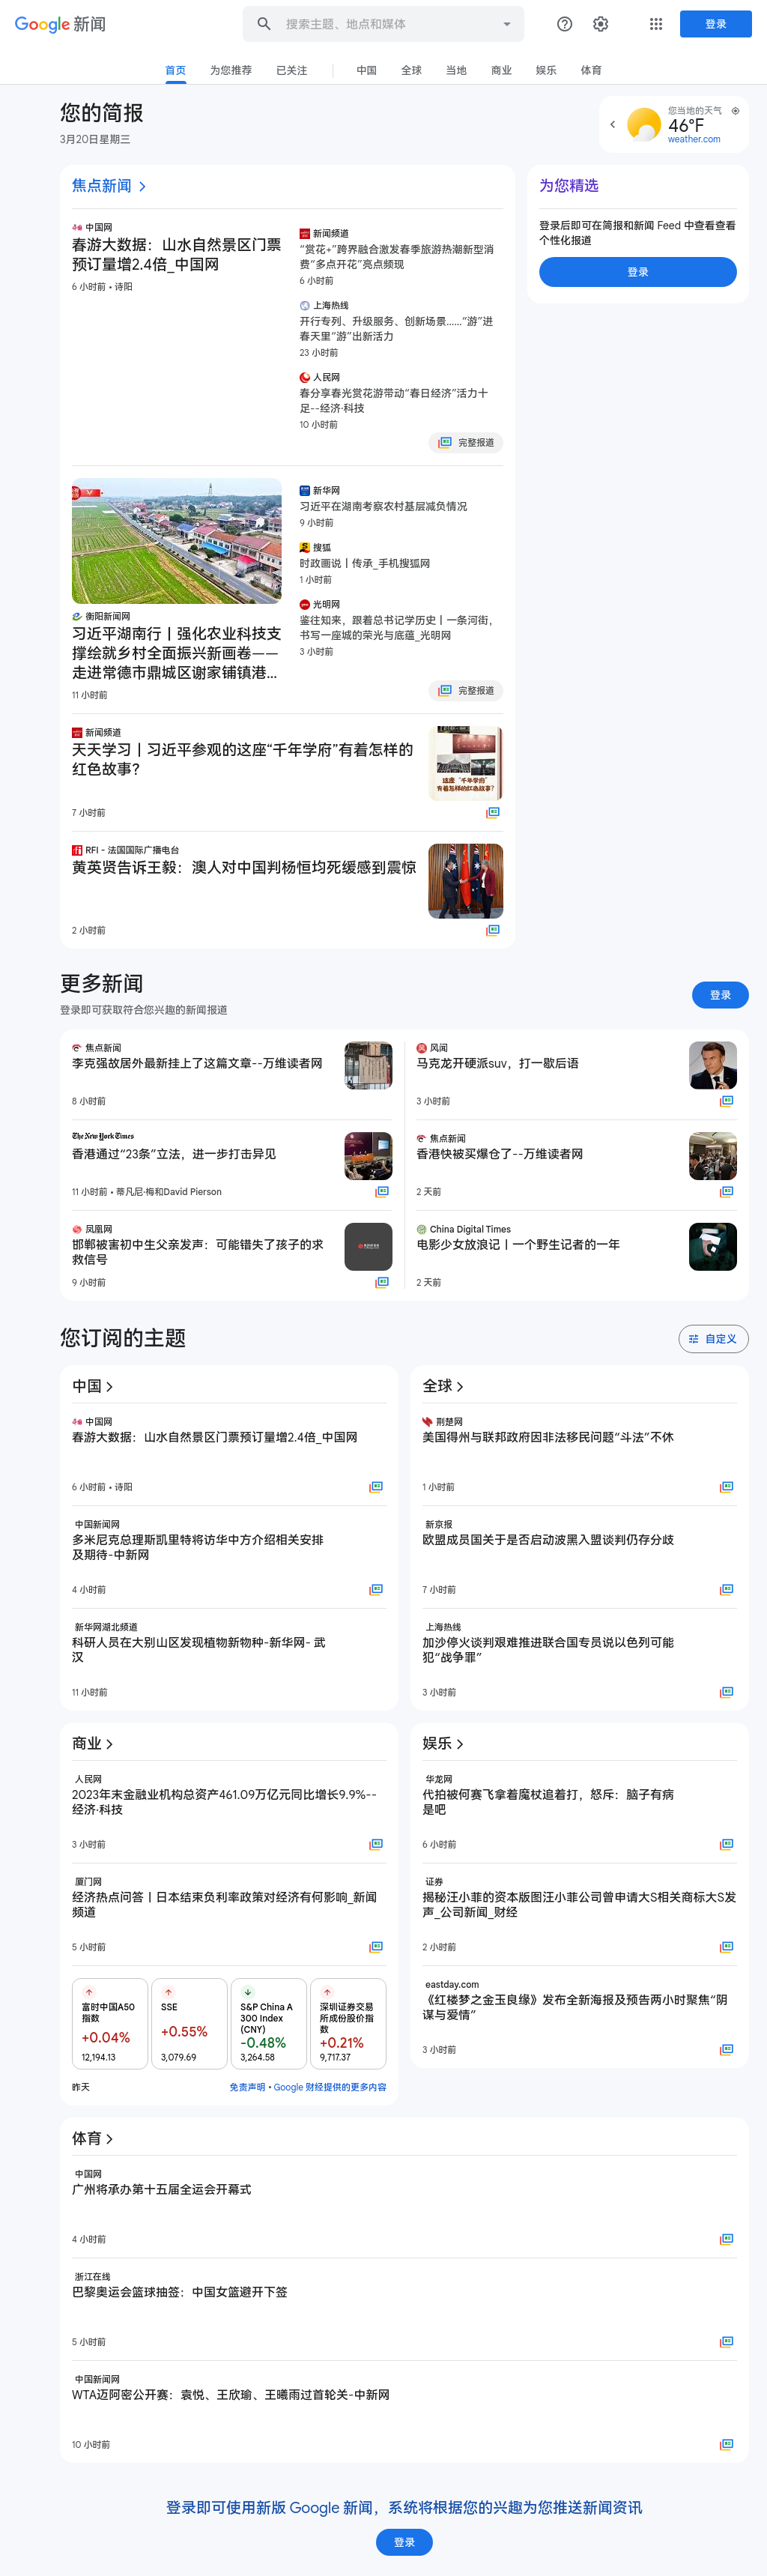 Google 新闻
搜索主题、地点和媒体
登录
首页
为您推荐
已关注
中国
全球
当地
商业
娱乐
体育
您的简报
3月20日星期三
您当地的天气
46°F
weather.com
焦点新闻
中国网
春游大数据：山水自然景区门票
预订量增2.4倍_中国网
6 小时前 • 诗阳
新闻频道
“赏花+”跨界融合激发春季旅游热潮新型消
费“多点开花”亮点频现
6 小时前
上海热线
开行专列、升级服务、创新场景……“游”进
春天里“游”出新活力
23 小时前
人民网
春分享春光赏花游带动“春日经济”活力十
足--经济·科技
10 小时前
完整报道
衡阳新闻网
习近平湖南行丨强化农业科技支
撑绘就乡村全面振兴新画卷——
走进常德市鼎城区谢家铺镇港...
11 小时前
新华网
习近平在湖南考察农村基层减负情况
9 小时前
搜狐
时政画说丨传承_手机搜狐网
1 小时前
光明网
鉴往知来，跟着总书记学历史丨一条河街，
书写一座城的荣光与底蕴_光明网
3 小时前
完整报道
新闻频道
天天学习丨习近平参观的这座“千年学府”有着怎样的
红色故事？
7 小时前
这座“千年学府”
有着怎样的红色故事？
RFI - 法国国际广播电台
黄英贤告诉王毅：澳人对中国判杨恒均死缓感到震惊
2 小时前
为您精选
登录后即可在简报和新闻 Feed 中查看查看
个性化报道
登录
更多新闻
登录即可获取符合您兴趣的新闻报道
登录
焦点新闻
李克强故居外最新挂上了这篇文章--万维读者网
8 小时前
The New York Times
香港通过“23条”立法，进一步打击异见
11 小时前 • 蒂凡尼·梅和David Pierson
凤凰网
邯郸被害初中生父亲发声：可能错失了孩子的求
救信号
9 小时前
风闻
马克龙开硬派suv，打一歇后语
3 小时前
焦点新闻
香港快被买爆仓了--万维读者网
2 天前
China Digital Times
电影少女放浪记丨一个野生记者的一年
2 天前
您订阅的主题
自定义
中国
中国网
春游大数据：山水自然景区门票预订量增2.4倍_中国网
6 小时前 • 诗阳
中国新闻网
多米尼克总理斯凯里特将访华中方介绍相关安排
及期待-中新网
4 小时前
新华网湖北频道
科研人员在大别山区发现植物新物种-新华网- 武
汉
11 小时前
全球
荆楚网
美国得州与联邦政府因非法移民问题“斗法”不休
1 小时前
新京报
欧盟成员国关于是否启动波黑入盟谈判仍存分歧
7 小时前
上海热线
加沙停火谈判艰难推进联合国专员说以色列可能
犯“战争罪”
3 小时前
商业
人民网
2023年末金融业机构总资产461.09万亿元同比增长9.9%--
经济·科技
3 小时前
厦门网
经济热点问答丨日本结束负利率政策对经济有何影响_新闻
频道
5 小时前
富时中国A50
指数
+0.04%
12,194.13
SSE
+0.55%
3,079.69
S&P China A
300 Index
(CNY)
-0.48%
3,264.58
深圳证券交易
所成份股价指
数
+0.21%
9,717.37
昨天
免责声明 • Google 财经提供的更多内容
娱乐
华龙网
代拍被何赛飞拿着魔杖追着打，怒斥：脑子有病
是吧
6 小时前
证券
揭秘汪小菲的资本版图汪小菲公司曾申请大S相关商标大S发
声_公司新闻_财经
2 小时前
eastday.com
《红楼梦之金玉良缘》发布全新海报及预告两小时聚焦“阴
谋与爱情”
3 小时前
体育
中国网
广州将承办第十五届全运会开幕式
4 小时前
浙江在线
巴黎奥运会篮球抽签：中国女篮避开下签
5 小时前
中国新闻网
WTA迈阿密公开赛：袁悦、王欣瑜、王曦雨过首轮关-中新网
10 小时前
登录即可使用新版 Google 新闻，系统将根据您的兴趣为您推送新闻资讯
登录